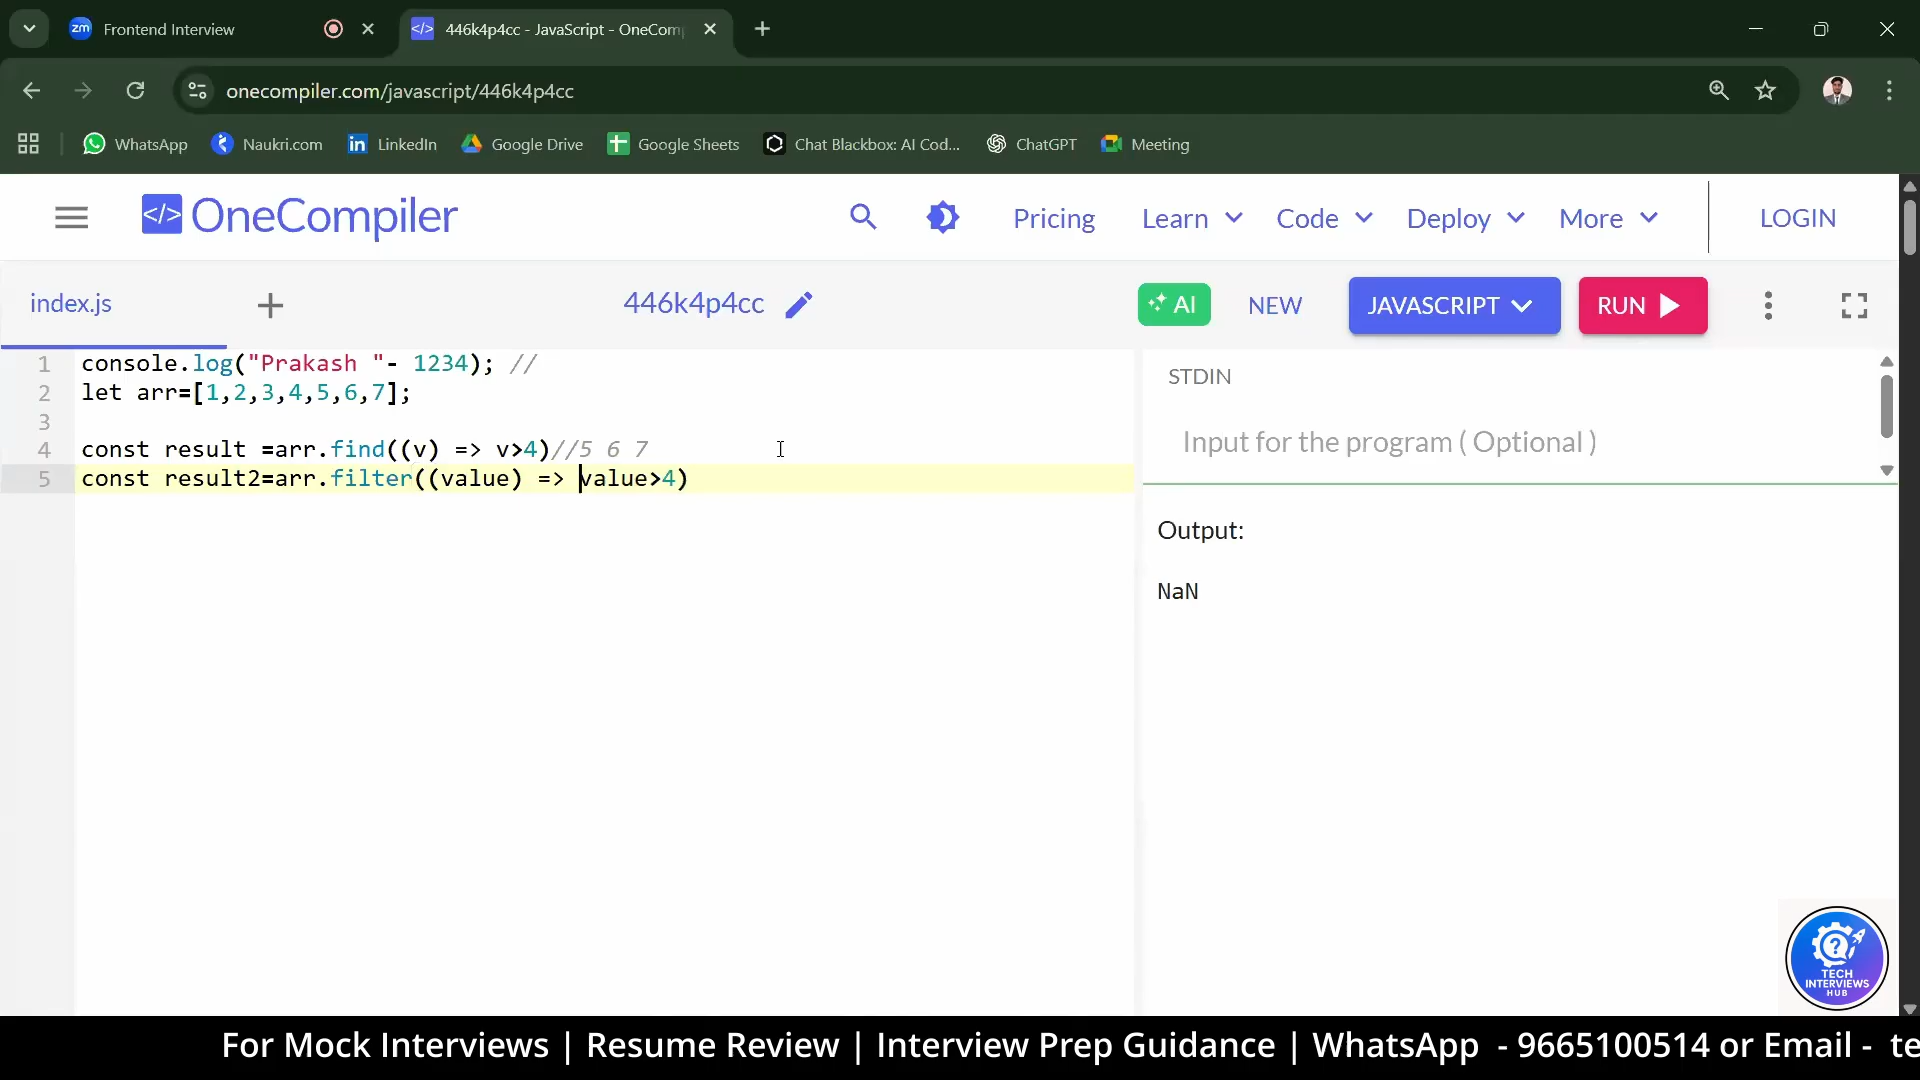 zm Frontend Interview
</> 446k4p4cc - JavaScript - OneCom
onecompiler.com/javascript/446k4p4cc
WhatsApp Naukri.com in LinkedIn Google Drive Google Sheets Chat Blackbox: AI Cod... ChatGPT Meeting
</> OneCompiler Pricing Learn Code Deploy More LOGIN
index.js + 446k4p4cc AI NEW JAVASCRIPT RUN
1 console.log("Prakash "- 1234); //
2 let arr=[1,2,3,4,5,6,7];
3
4 const result =arr.find((v) => v>4)//5 6 7
5 const result2=arr.filter((value) => value>4)
STDIN
Input for the program ( Optional )
Output:
NaN
?
TECH
INTERVIEWS
HUB
For Mock Interviews | Resume Review | Interview Prep Guidance | WhatsApp - 9665100514 or Email - te